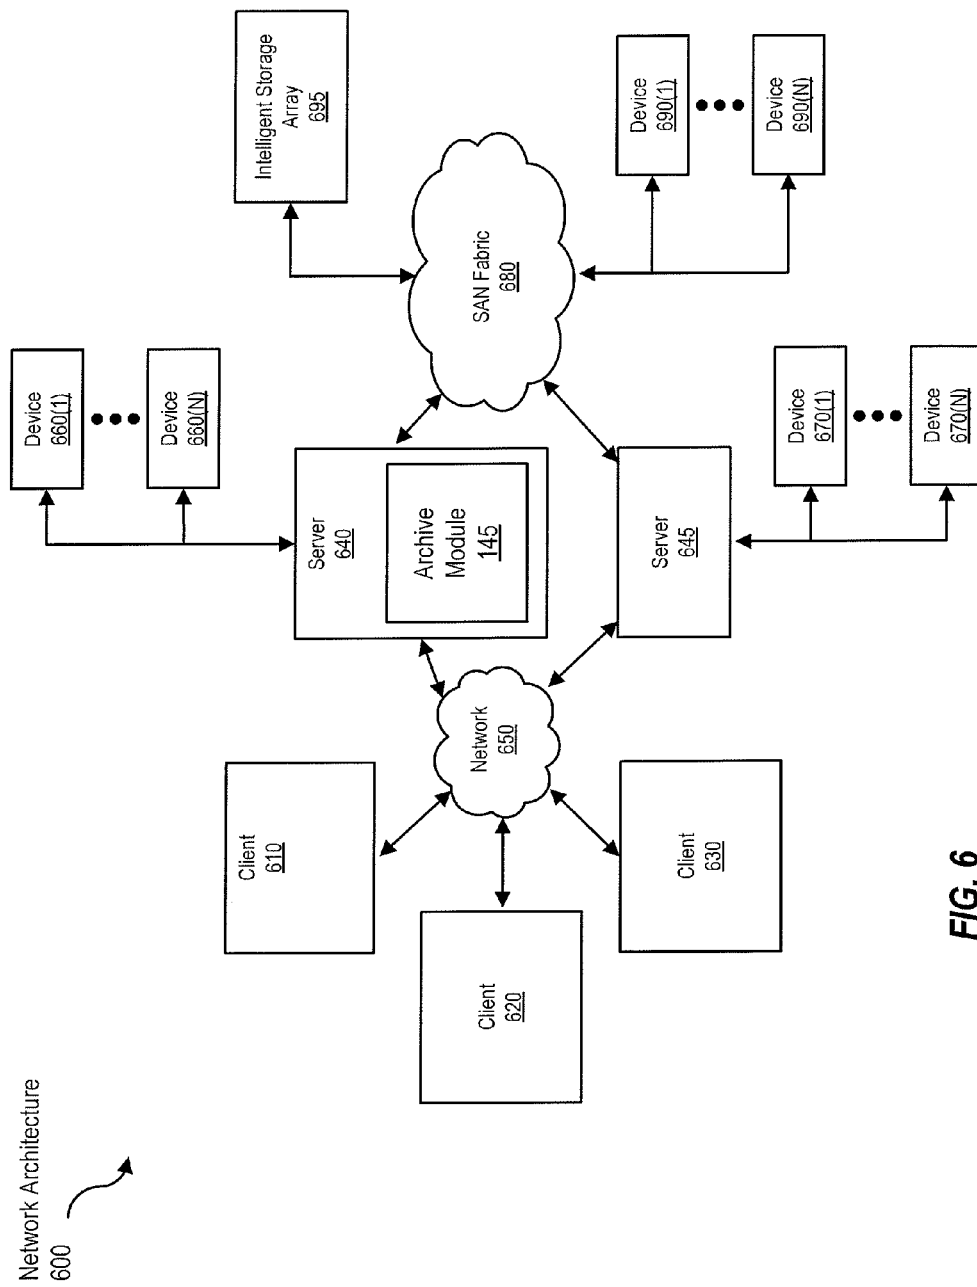 Network Architecture
600
Client
610
Client
620
Client
630
Network
650
Server
640
Archive
Module
145
Server
645
Device
660(1)
Device
660(N)
Device
670(1)
Device
670(N)
SAN Fabric
680
Intelligent Storage
Array
695
Device
690(1)
Device
690(N)
FIG. 6